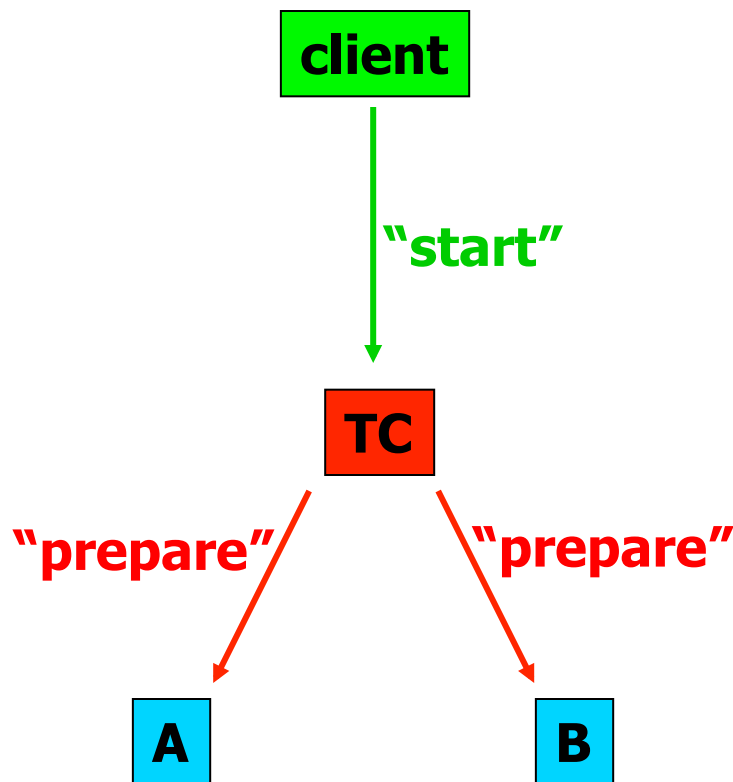 client
“start”
TC
“prepare”
“prepare”
A
B